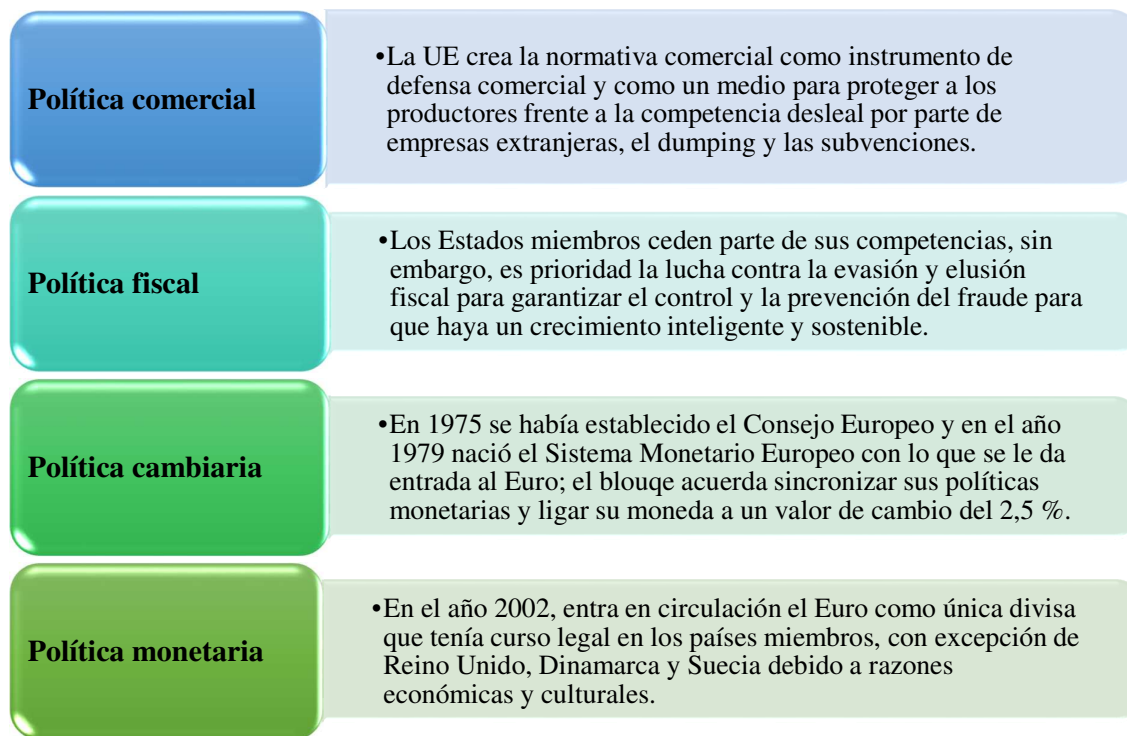 Política comercial
•La UE crea la normativa comercial como instrumento de
defensa comercial y como un medio para proteger a los
productores frente a la competencia desleal por parte de
empresas extranjeras, el dumping y las subvenciones.
Política fiscal
•Los Estados miembros ceden parte de sus competencias, sin
embargo, es prioridad la lucha contra la evasión y elusión
fiscal para garantizar el control y la prevención del fraude para
que haya un crecimiento inteligente y sostenible.
Política cambiaria
•En 1975 se había establecido el Consejo Europeo y en el año
1979 nació el Sistema Monetario Europeo con lo que se le da
entrada al Euro; el blouqe acuerda sincronizar sus políticas
monetarias y ligar su moneda a un valor de cambio del 2,5 %.
Política monetaria
•En el año 2002, entra en circulación el Euro como única divisa
que tenía curso legal en los países miembros, con excepción de
Reino Unido, Dinamarca y Suecia debido a razones
económicas y culturales.